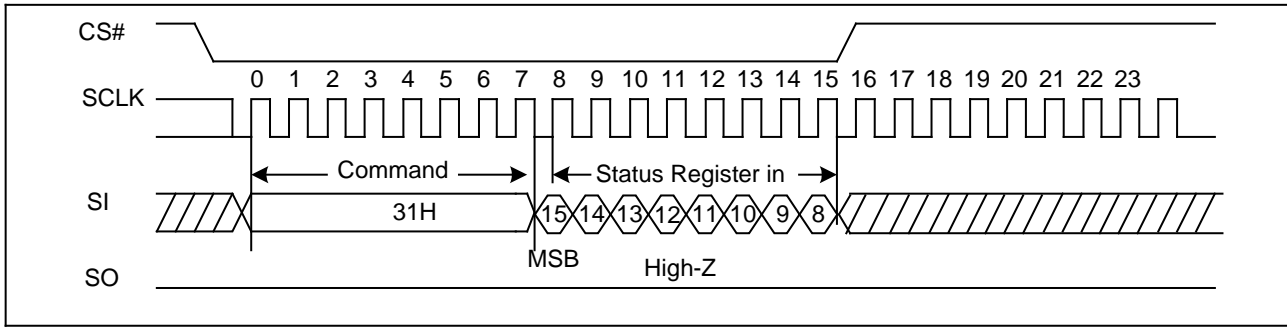 CS#
0 1 2 3 4 5 6 7 8 9 10 11 12 13 14 15 16 17 18 19 20 21 22 23
SCLK
Command Status Register in
SI 31H 15 14 13 12 11 10 9 8
MSB High-Z
SO